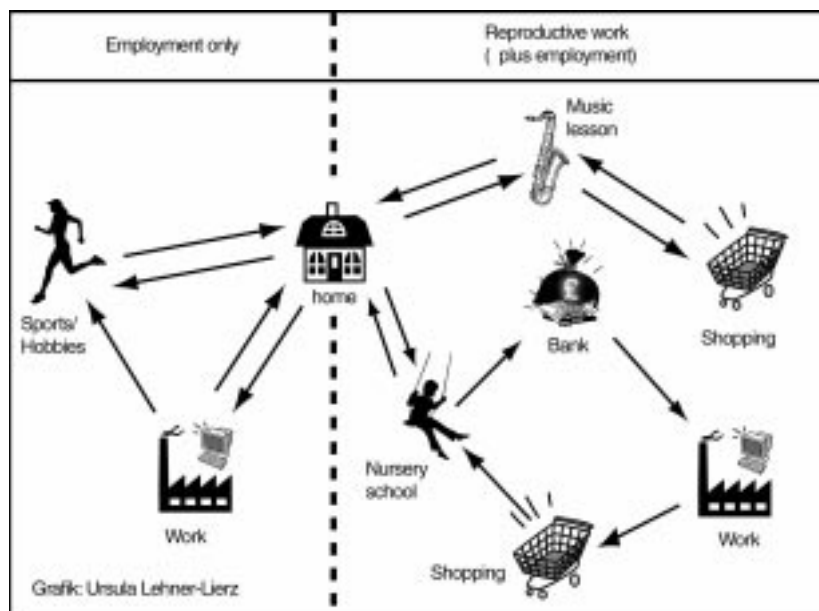 Employment only
Reproductive work
( plus employment)
Music
lesson
home
Sports/
Hobbies
Bank
Shopping
Nursery
school
Work
Work
Shopping
Grafik: Ursula Lehner-Lierz